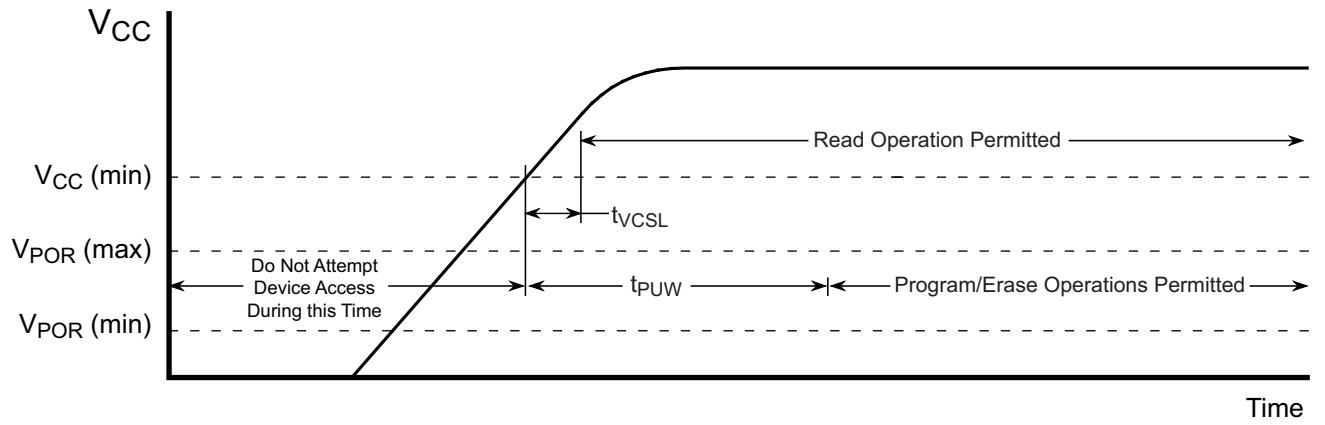 VCC
Read Operation Permitted
VCC (min)
tVCSL
VPOR (max)
Do Not Attempt
Device Access
During this Time
tPUW
Program/Erase Operations Permitted
VPOR (min)
Time